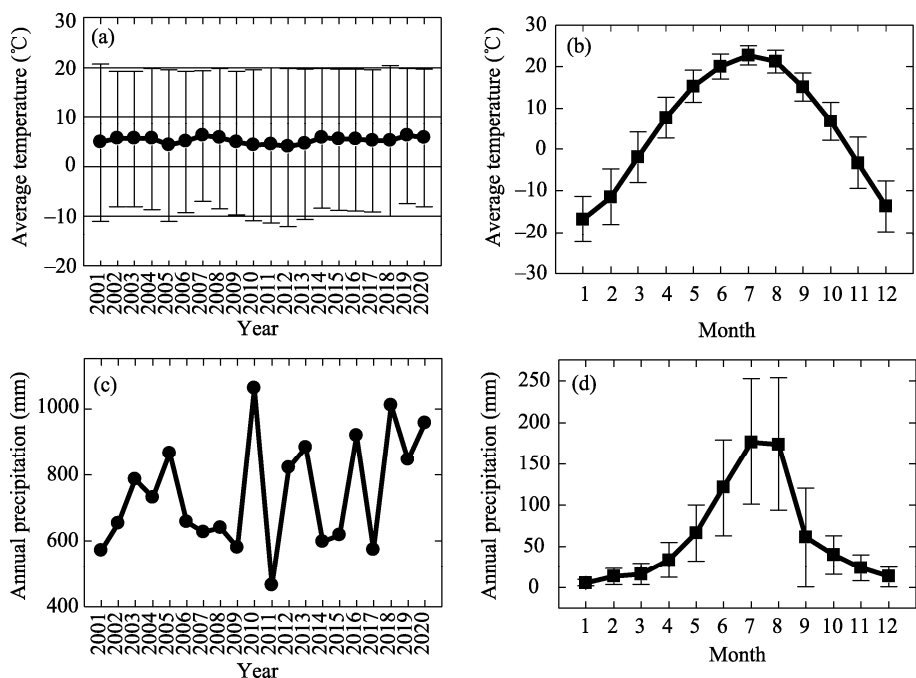 (a)
Average temperature (℃)
30
20
10
0
−10
−20
2001 2002 2003 2004 2005 2006 2007 2008 2009 2010 2011 2012 2013 2014 2015 2016 2017 2018 2019 2020
Year
(b)
Average temperature (℃)
30
20
10
0
−10
−20
−30
1 2 3 4 5 6 7 8 9 10 11 12
Month
(c)
Annual precipitation (mm)
1000
800
600
400
2001 2002 2003 2004 2005 2006 2007 2008 2009 2010 2011 2012 2013 2014 2015 2016 2017 2018 2019 2020
Year
(d)
Annual precipitation (mm)
250
200
150
100
50
0
1 2 3 4 5 6 7 8 9 10 11 12
Month